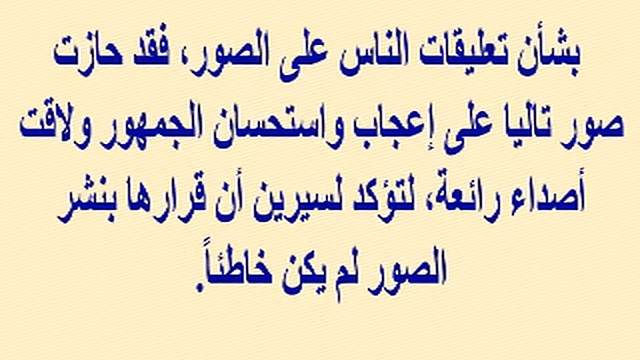 بشأن تعليقات الناس على الصور، فقد حازت
صور تاليا على إعجاب واستحسان الجمهور ولاقت
أصداء رائعة، لتؤكد لسيرين أن قرارها بنشر
الصور لم يكن خاطئاً.